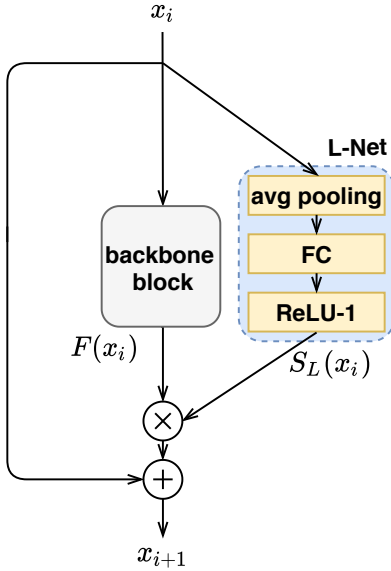 x_i
L-Net
avg pooling
FC
ReLU-1
backbone
block
F(x_i)
S_L(x_i)
×
+
x_{i+1}